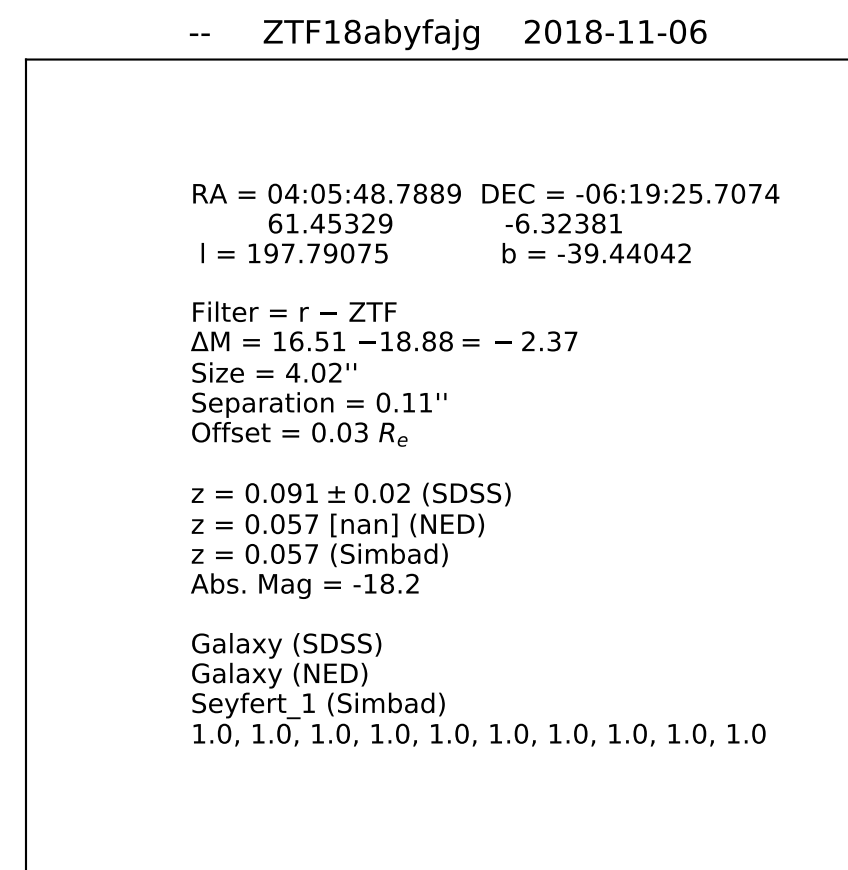 -- ZTF18abyfajg 2018-11-06
RA = 04:05:48.7889 DEC = -06:19:25.7074
61.45329 -6.32381
l = 197.79075 b = -39.44042
Filter = r − ZTF
ΔM = 16.51 −18.88 = − 2.37
Size = 4.02''
Separation = 0.11''
Offset = 0.03 Re
z = 0.091 ± 0.02 (SDSS)
z = 0.057 [nan] (NED)
z = 0.057 (Simbad)
Abs. Mag = -18.2
Galaxy (SDSS)
Galaxy (NED)
Seyfert_1 (Simbad)
1.0, 1.0, 1.0, 1.0, 1.0, 1.0, 1.0, 1.0, 1.0, 1.0